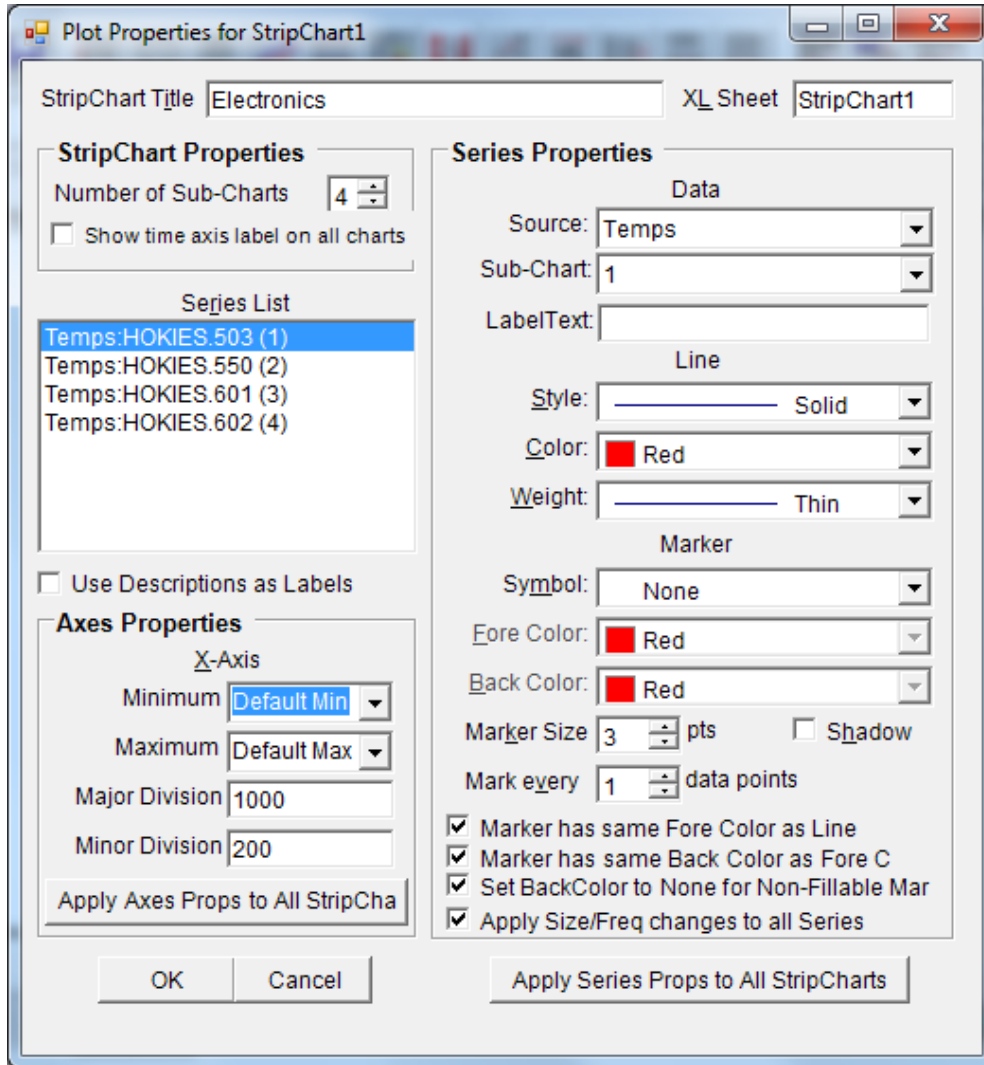 Plot Properties for StripChart1
StripChart Title Electronics XL Sheet StripChart1
StripChart Properties
Number of Sub-Charts 4
Show time axis label on all charts
Series List
Temps:HOKIES.503 (1)
Temps:HOKIES.550 (2)
Temps:HOKIES.601 (3)
Temps:HOKIES.602 (4)
Use Descriptions as Labels
Axes Properties
X-Axis
Minimum Default Min
Maximum Default Max
Major Division 1000
Minor Division 200
Apply Axes Props to All StripCha
OK Cancel
Series Properties
Data
Source: Temps
Sub-Chart: 1
LabelText:
Line
Style: Solid
Color: Red
Weight: Thin
Marker
Symbol: None
Fore Color: Red
Back Color: Red
Marker Size 3 pts Shadow
Mark every 1 data points
Marker has same Fore Color as Line
Marker has same Back Color as Fore C
Set BackColor to None for Non-Fillable Mar
Apply Size/Freq changes to all Series
Apply Series Props to All StripCharts